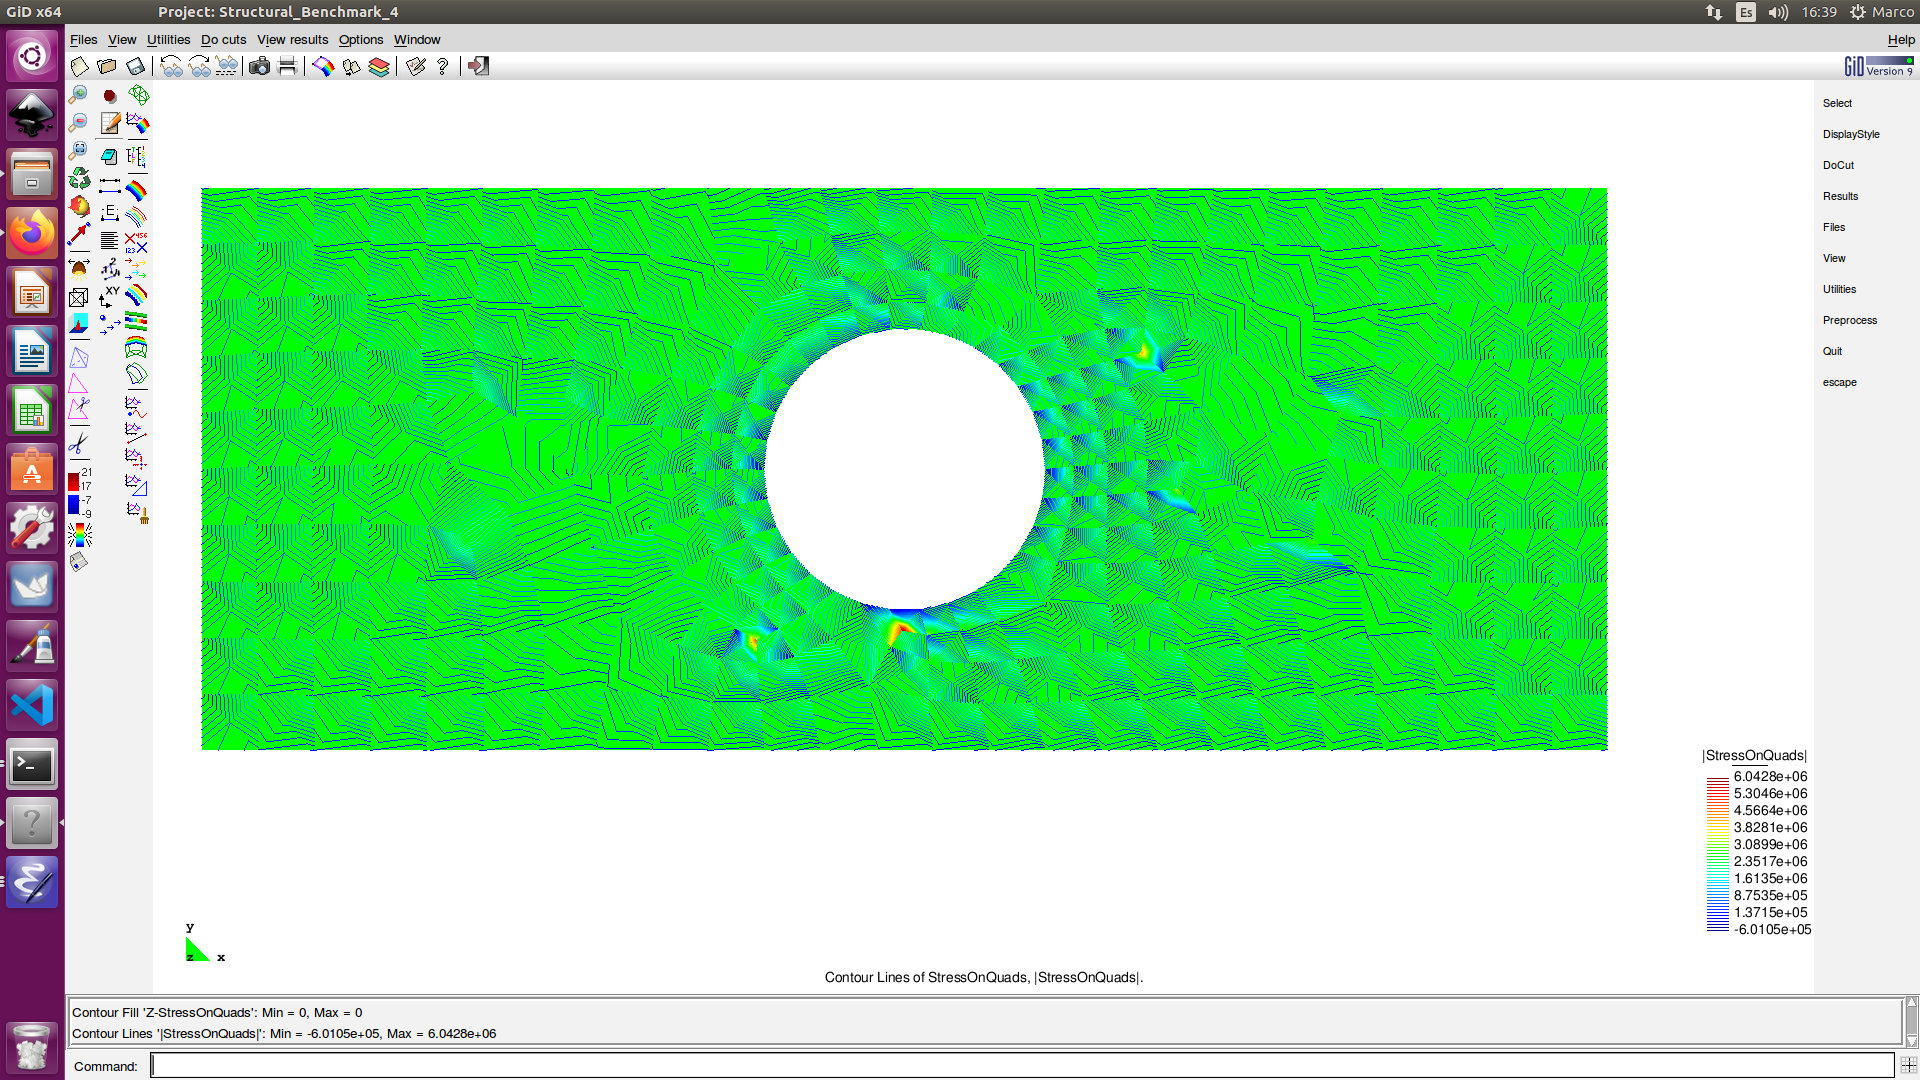 GiD x64
Project: Structural_Benchmark_4
Es
16:39
Marco
Files View Utilities Do cuts View results Options Window
Help
GiD
Version 9
Select
DisplayStyle
DoCut
Results
Files
View
Utilities
Preprocess
Quit
escape
E
456
123
2
XY
21
17
-7
-9
|StressOnQuads|
6.0428e+06
5.3046e+06
4.5664e+06
3.8281e+06
3.0899e+06
2.3517e+06
1.6135e+06
8.7535e+05
1.3715e+05
-6.0105e+05
y
z x
Contour Lines of StressOnQuads, |StressOnQuads|.
Contour Fill 'Z-StressOnQuads': Min = 0, Max = 0
Contour Lines '|StressOnQuads|': Min = -6.0105e+05, Max = 6.0428e+06
Command: